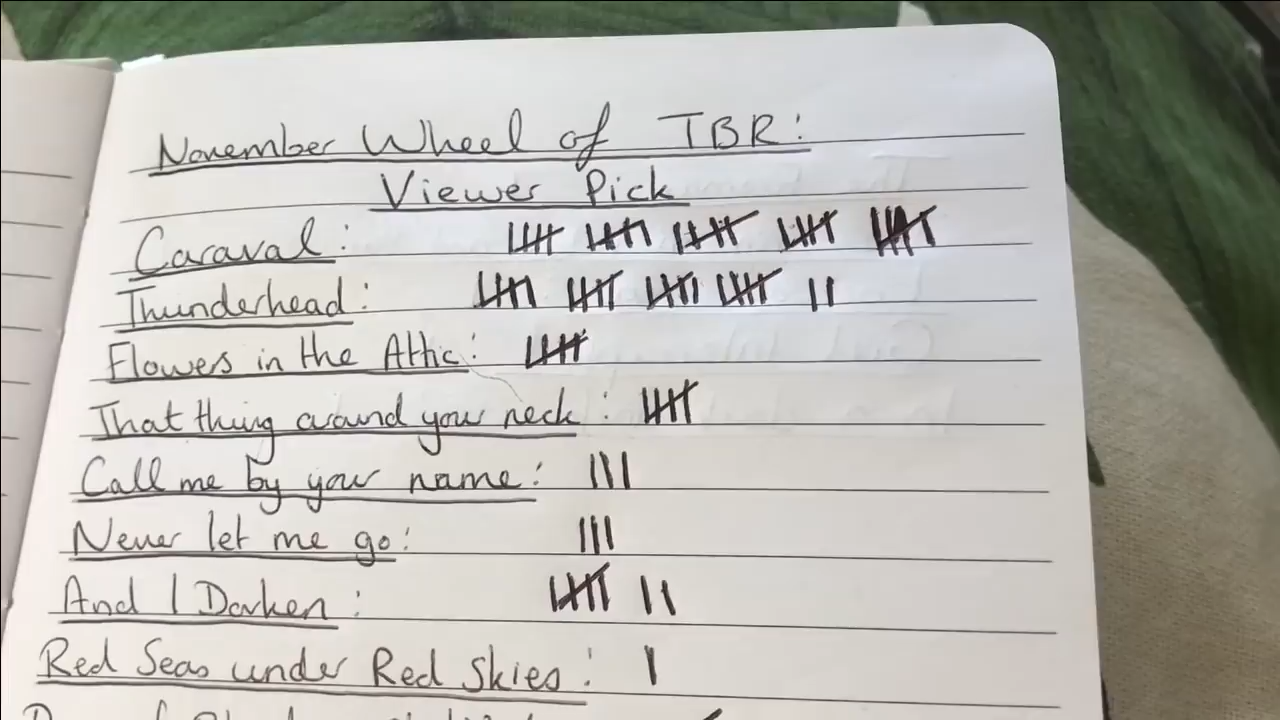 November Wheel of TBR:
Viewer Pick
Caraval:
Thunderhead:
Flowers in the Attic:
That thing around your neck:
Call me by your name:
Never let me go:
And I Darken:
Red Seas under Red Skies: